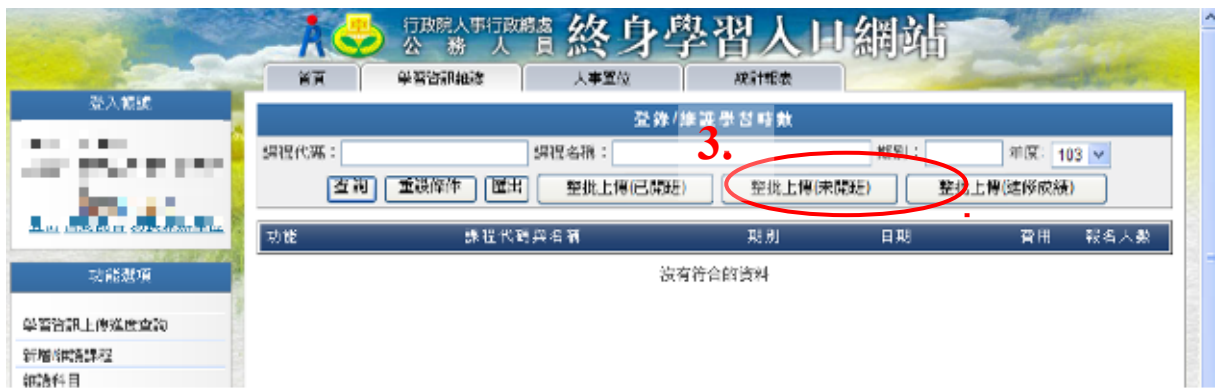 行政院人事行政總處
公務人員
終身學習入口網站
首頁 學習資訊維護 人事單位 統計報表
登入帳號
登錄/維護學習時數
3.
課程代碼： 課程名稱： 期別： 年度: 103
查詢 重設條件 匯出 整批上傳(已開班) 整批上傳(未開班) 整批上傳(進修成績)
功能 課程代碼與名稱 期別 日期 費用 報名人數
沒有符合的資料
功能選項
學習資訊上傳進度查詢
新增/維護課程
維護科目